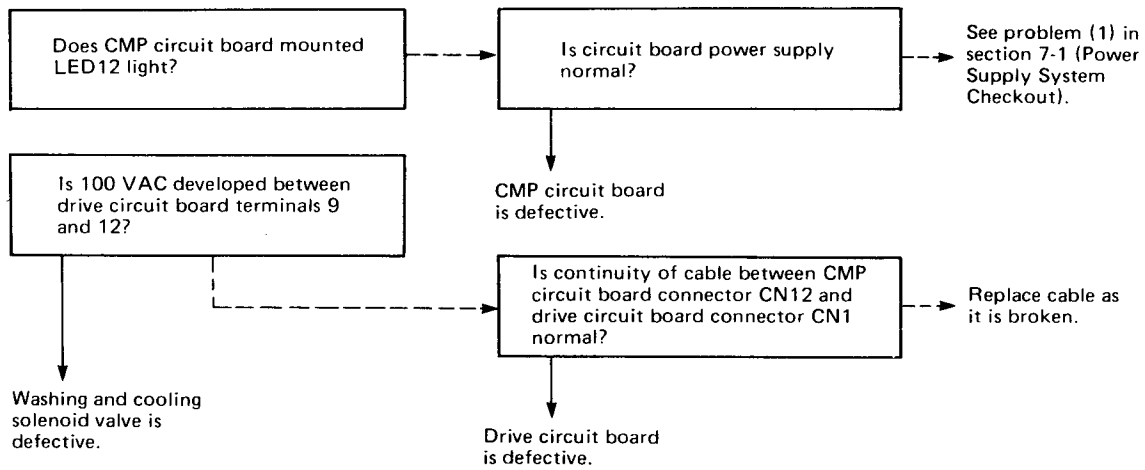 Does CMP circuit board mounted
LED12 light?
Is circuit board power supply
normal?
See problem (1) in
section 7-1 (Power
Supply System
Checkout).
CMP circuit board
is defective.
Is 100 VAC developed between
drive circuit board terminals 9
and 12?
Is continuity of cable between CMP
circuit board connector CN12 and
drive circuit board connector CN1
normal?
Replace cable as
it is broken.
Washing and cooling
solenoid valve is
defective.
Drive circuit board
is defective.